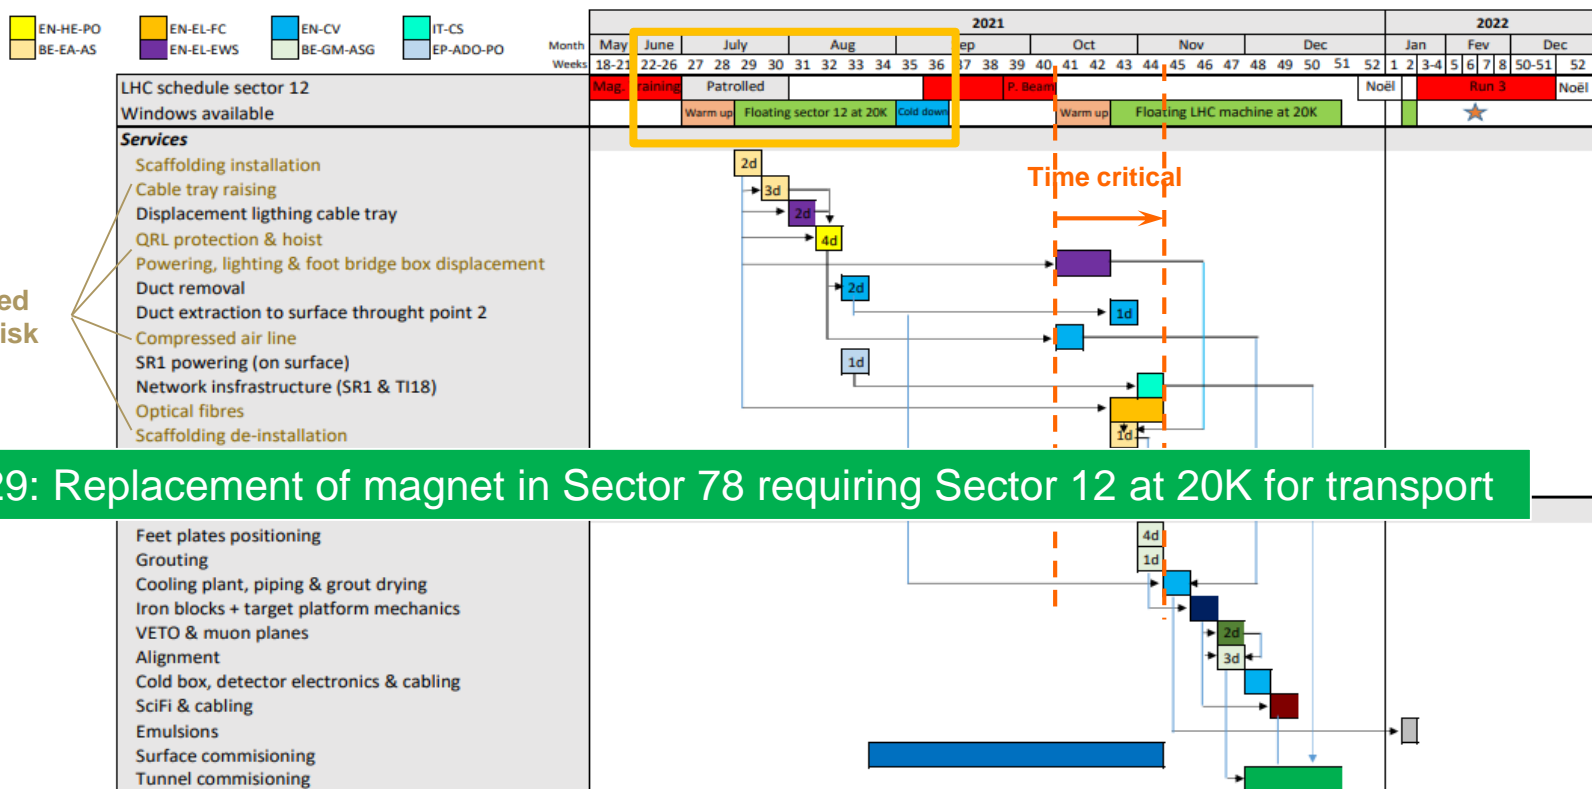 EN-HE-PO EN-EL-FC EN-CV IT-CS
BE-EA-AS EN-EL-EWS BE-GM-ASG EP-ADO-PO
2021 2022
Month May June July Aug ep Oct Nov Dec Jan Fev Dec
Weeks 18-21 22-26 27 28 29 30 31 32 33 34 35 36 37 38 39 40 41 42 43 44 45 46 47 48 49 50 51 52 1 2 3-4 5 6 7 8 50-51 52
LHC schedule sector 12 Mag. raining Patrolled P. Beam Noël Run 3 Noël
Windows available Warm up Floating sector 12 at 20K Cold down Warm up Floating LHC machine at 20K
Services
Scaffolding installation 2d
Time critical
Cable tray raising 3d
Displacement ligthing cable tray 2d
QRL protection & hoist 4d
Powering, lighting & foot bridge box displacement
Duct removal 2d
ed
Duct extraction to surface throught point 2 1d
isk
Compressed air line
SR1 powering (on surface) 1d
Network insfrastructure (SR1 & TI18)
Optical fibres
Scaffolding de-installation 1d
29: Replacement of magnet in Sector 78 requiring Sector 12 at 20K for transport
Feet plates positioning 4d
Grouting 1d
Cooling plant, piping & grout drying
Iron blocks + target platform mechanics
VETO & muon planes 2d
Alignment 3d
Cold box, detector electronics & cabling
SciFi & cabling
Emulsions
Surface commisioning
Tunnel commisioning